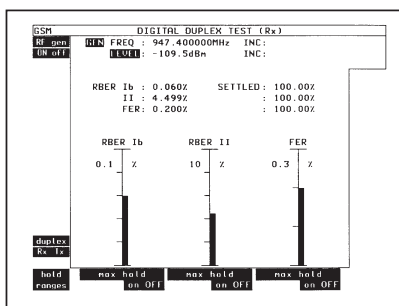 GSM DIGITAL DUPLEX TEST (Rx)
RF gen GEN FREQ : 947.400000MHz INC:
ON off LEVEL: -109.5dBm INC:
RBER Ib : 0.060% SETTLED: 100.00%
II : 4.499% : 100.00%
FER: 0.200% : 100.00%
RBER Ib RBER II FER
0.1 % 10 % 0.3 %
duplex
Rx Tx
hold max hold max hold max hold
ranges on OFF on OFF on OFF